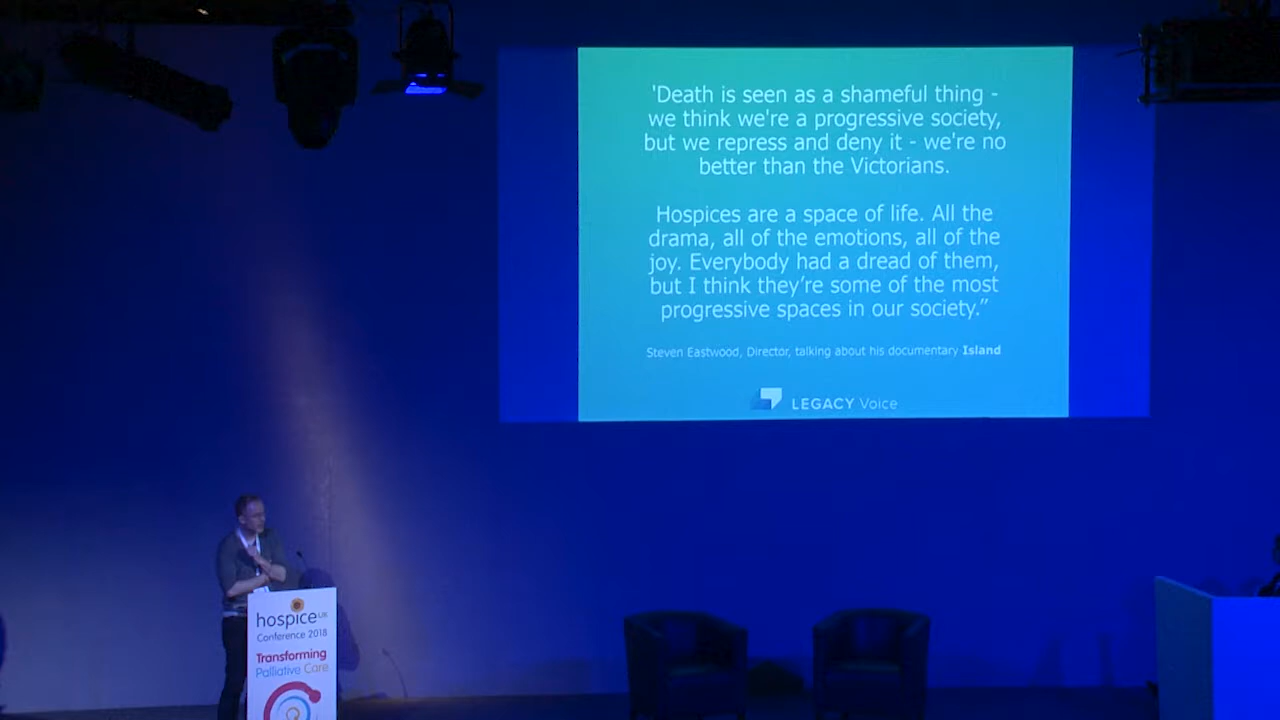 'Death is seen as a shameful thing -
we think we're a progressive society,
but we repress and deny it - we're no
better than the Victorians.
Hospices are a space of life. All the
drama, all of the emotions, all of the
joy. Everybody had a dread of them,
but I think they’re some of the most
progressive spaces in our society.”
Steven Eastwood, Director, talking about his documentary Island
LEGACY Voice
hospice UK
Conference 2018
Transforming
Palliative Care